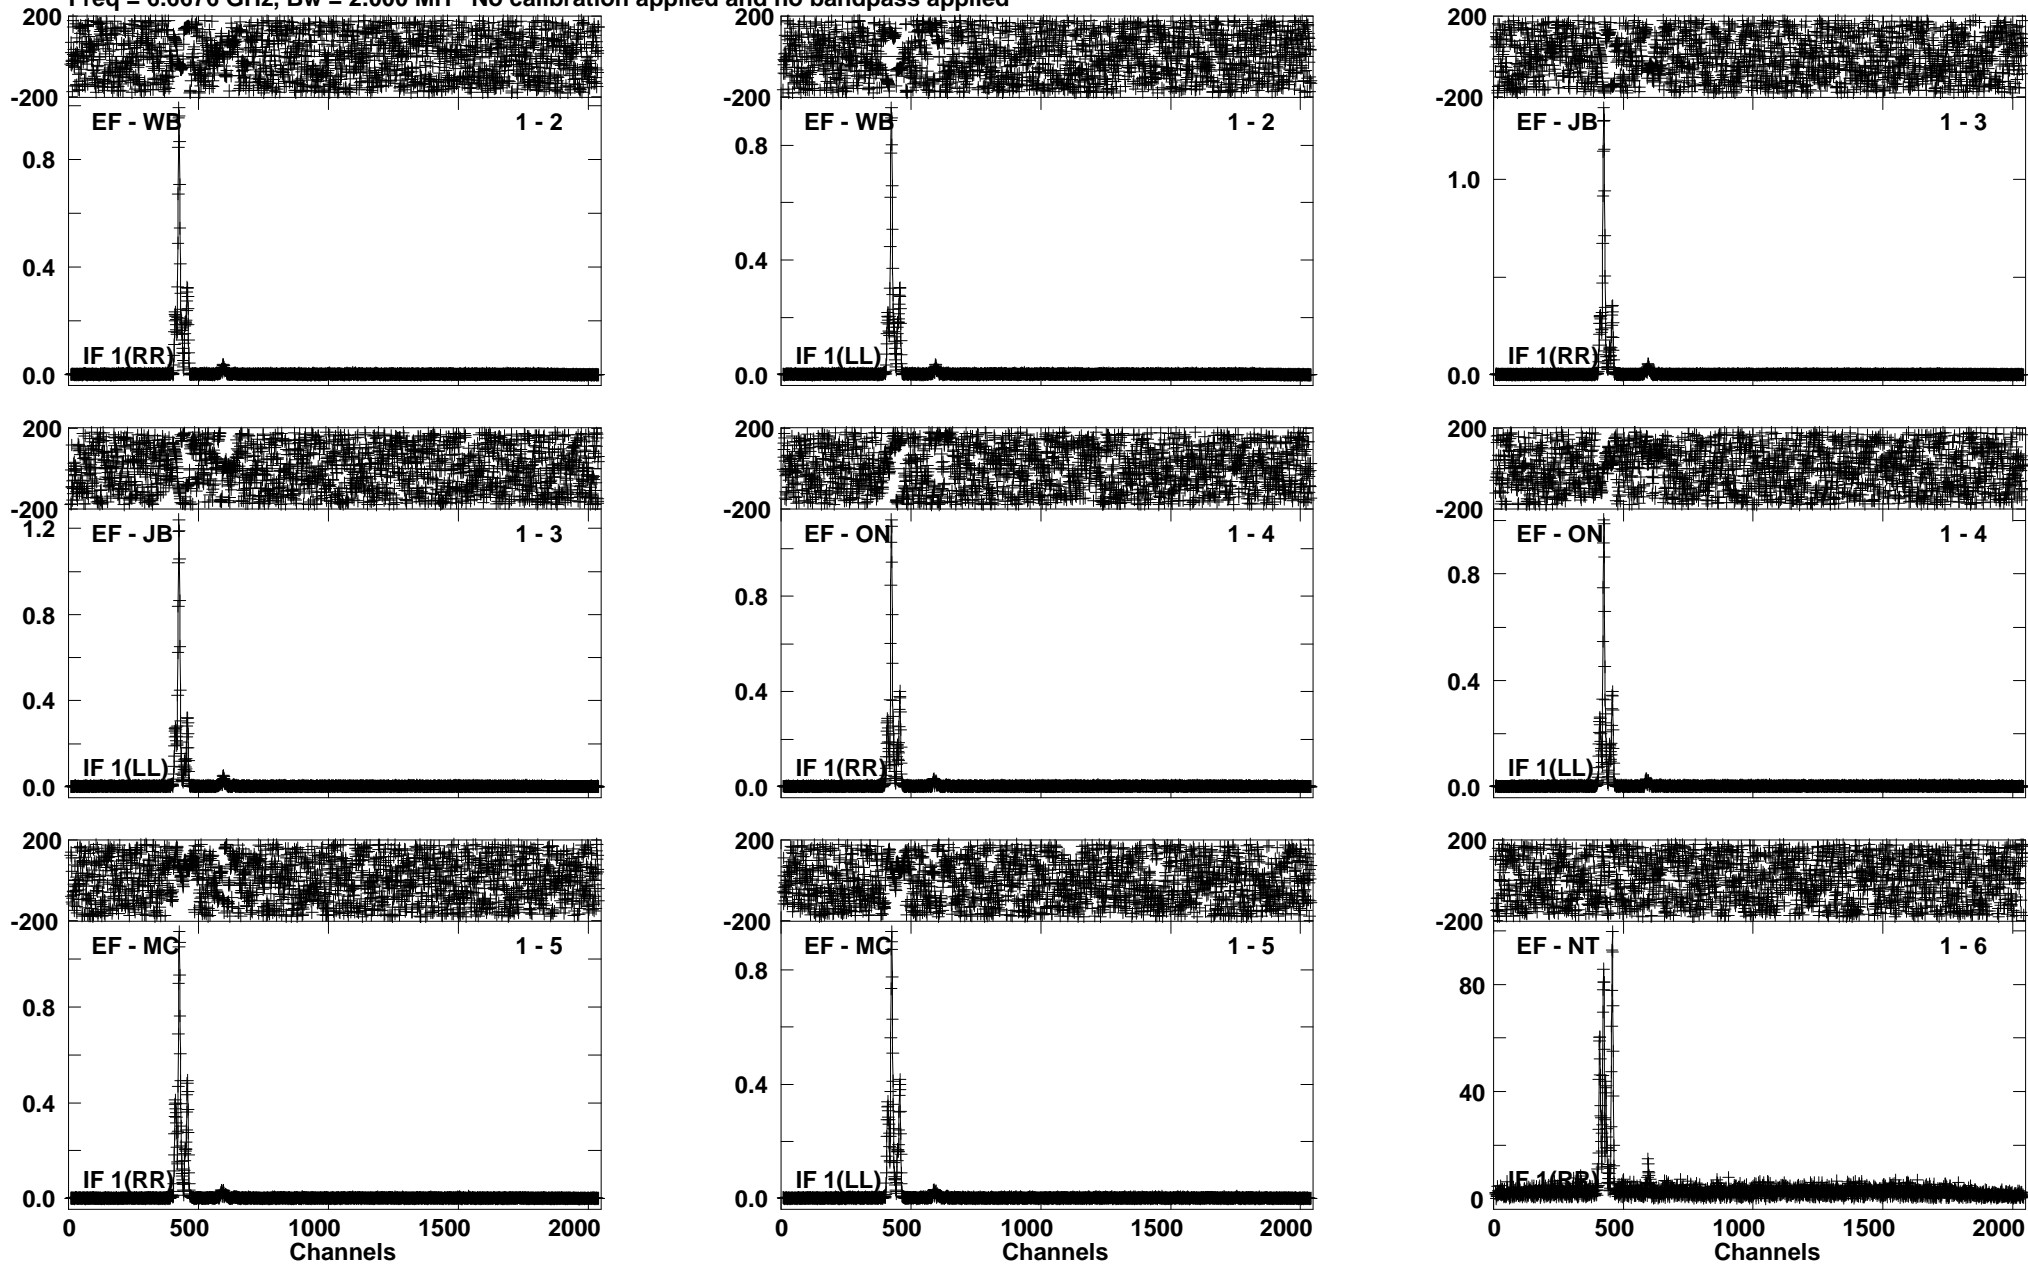 Freq = 6.6676 GHz, Bw = 2.000 MH No calibration applied and no bandpass applied
200 200 200
-200 -200 -200
EF - WB 1 - 2 EF - WB 1 - 2 EF - JB 1 - 3
0.8 0.8 1.0
0.4 0.4
IF 1(RR) IF 1(LL) IF 1(RR)
0.0 0.0 0.0
200 200 200
-200 -200 -200
1.2 EF - JB 1 - 3 EF - ON 1 - 4 EF - ON 1 - 4
0.8 0.8 0.8
0.4 0.4 0.4
IF 1(LL) IF 1(RR) IF 1(LL)
0.0 0.0 0.0
200 200 200
-200 -200 -200
EF - MC 1 - 5 EF - MC 1 - 5 EF - NT 1 - 6
0.8 0.8 80
0.4 0.4 40
IF 1(RR) IF 1(LL) IF 1(RR)
0.0 0.0 0
0 500 1000 1500 2000 0 500 1000 1500 2000 0 500 1000 1500 2000
Channels Channels Channels